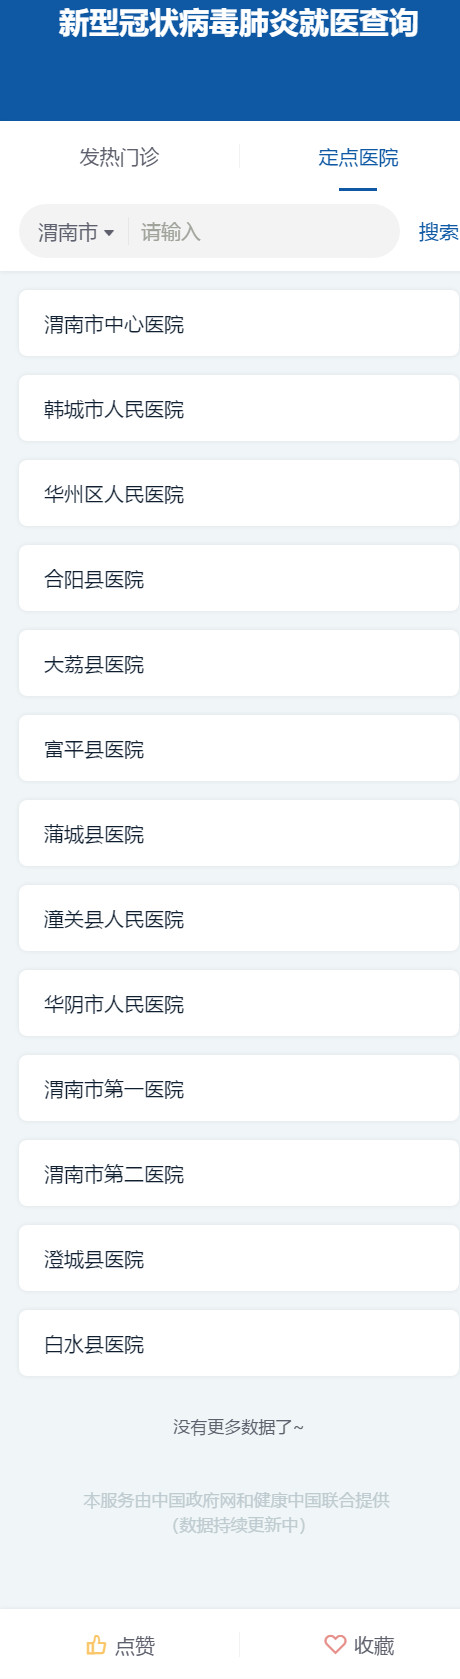 新型冠状病毒肺炎就医查询
发热门诊 定点医院
渭南市 请输入 搜索
渭南市中心医院
韩城市人民医院
华州区人民医院
合阳县医院
大荔县医院
富平县医院
蒲城县医院
潼关县人民医院
华阴市人民医院
渭南市第一医院
渭南市第二医院
澄城县医院
白水县医院
没有更多数据了~
本服务由中国政府网和健康中国联合提供
（数据持续更新中）
点赞 收藏